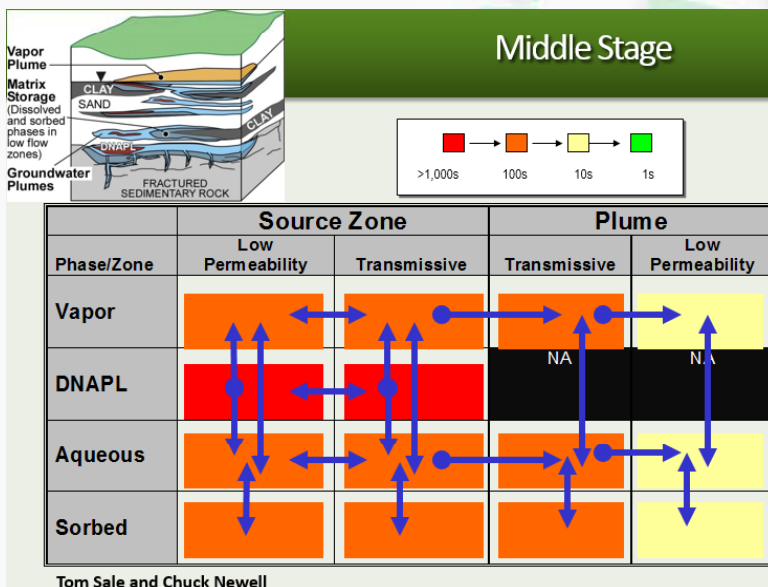 Middle Stage
Vapor
Plume
Matrix
Storage
(Dissolved
and sorbed
phases in
low flow
zones)
Groundwater
Plumes
CLAY
SAND
CLAY
DNAPL
FRACTURED
SEDIMENTARY ROCK
>1,000s 100s 10s 1s
Source Zone Plume
Phase/Zone Low Permeability Transmissive Transmissive Low Permeability
Vapor
DNAPL NA NA
Aqueous
Sorbed
Tom Sale and Chuck Newell